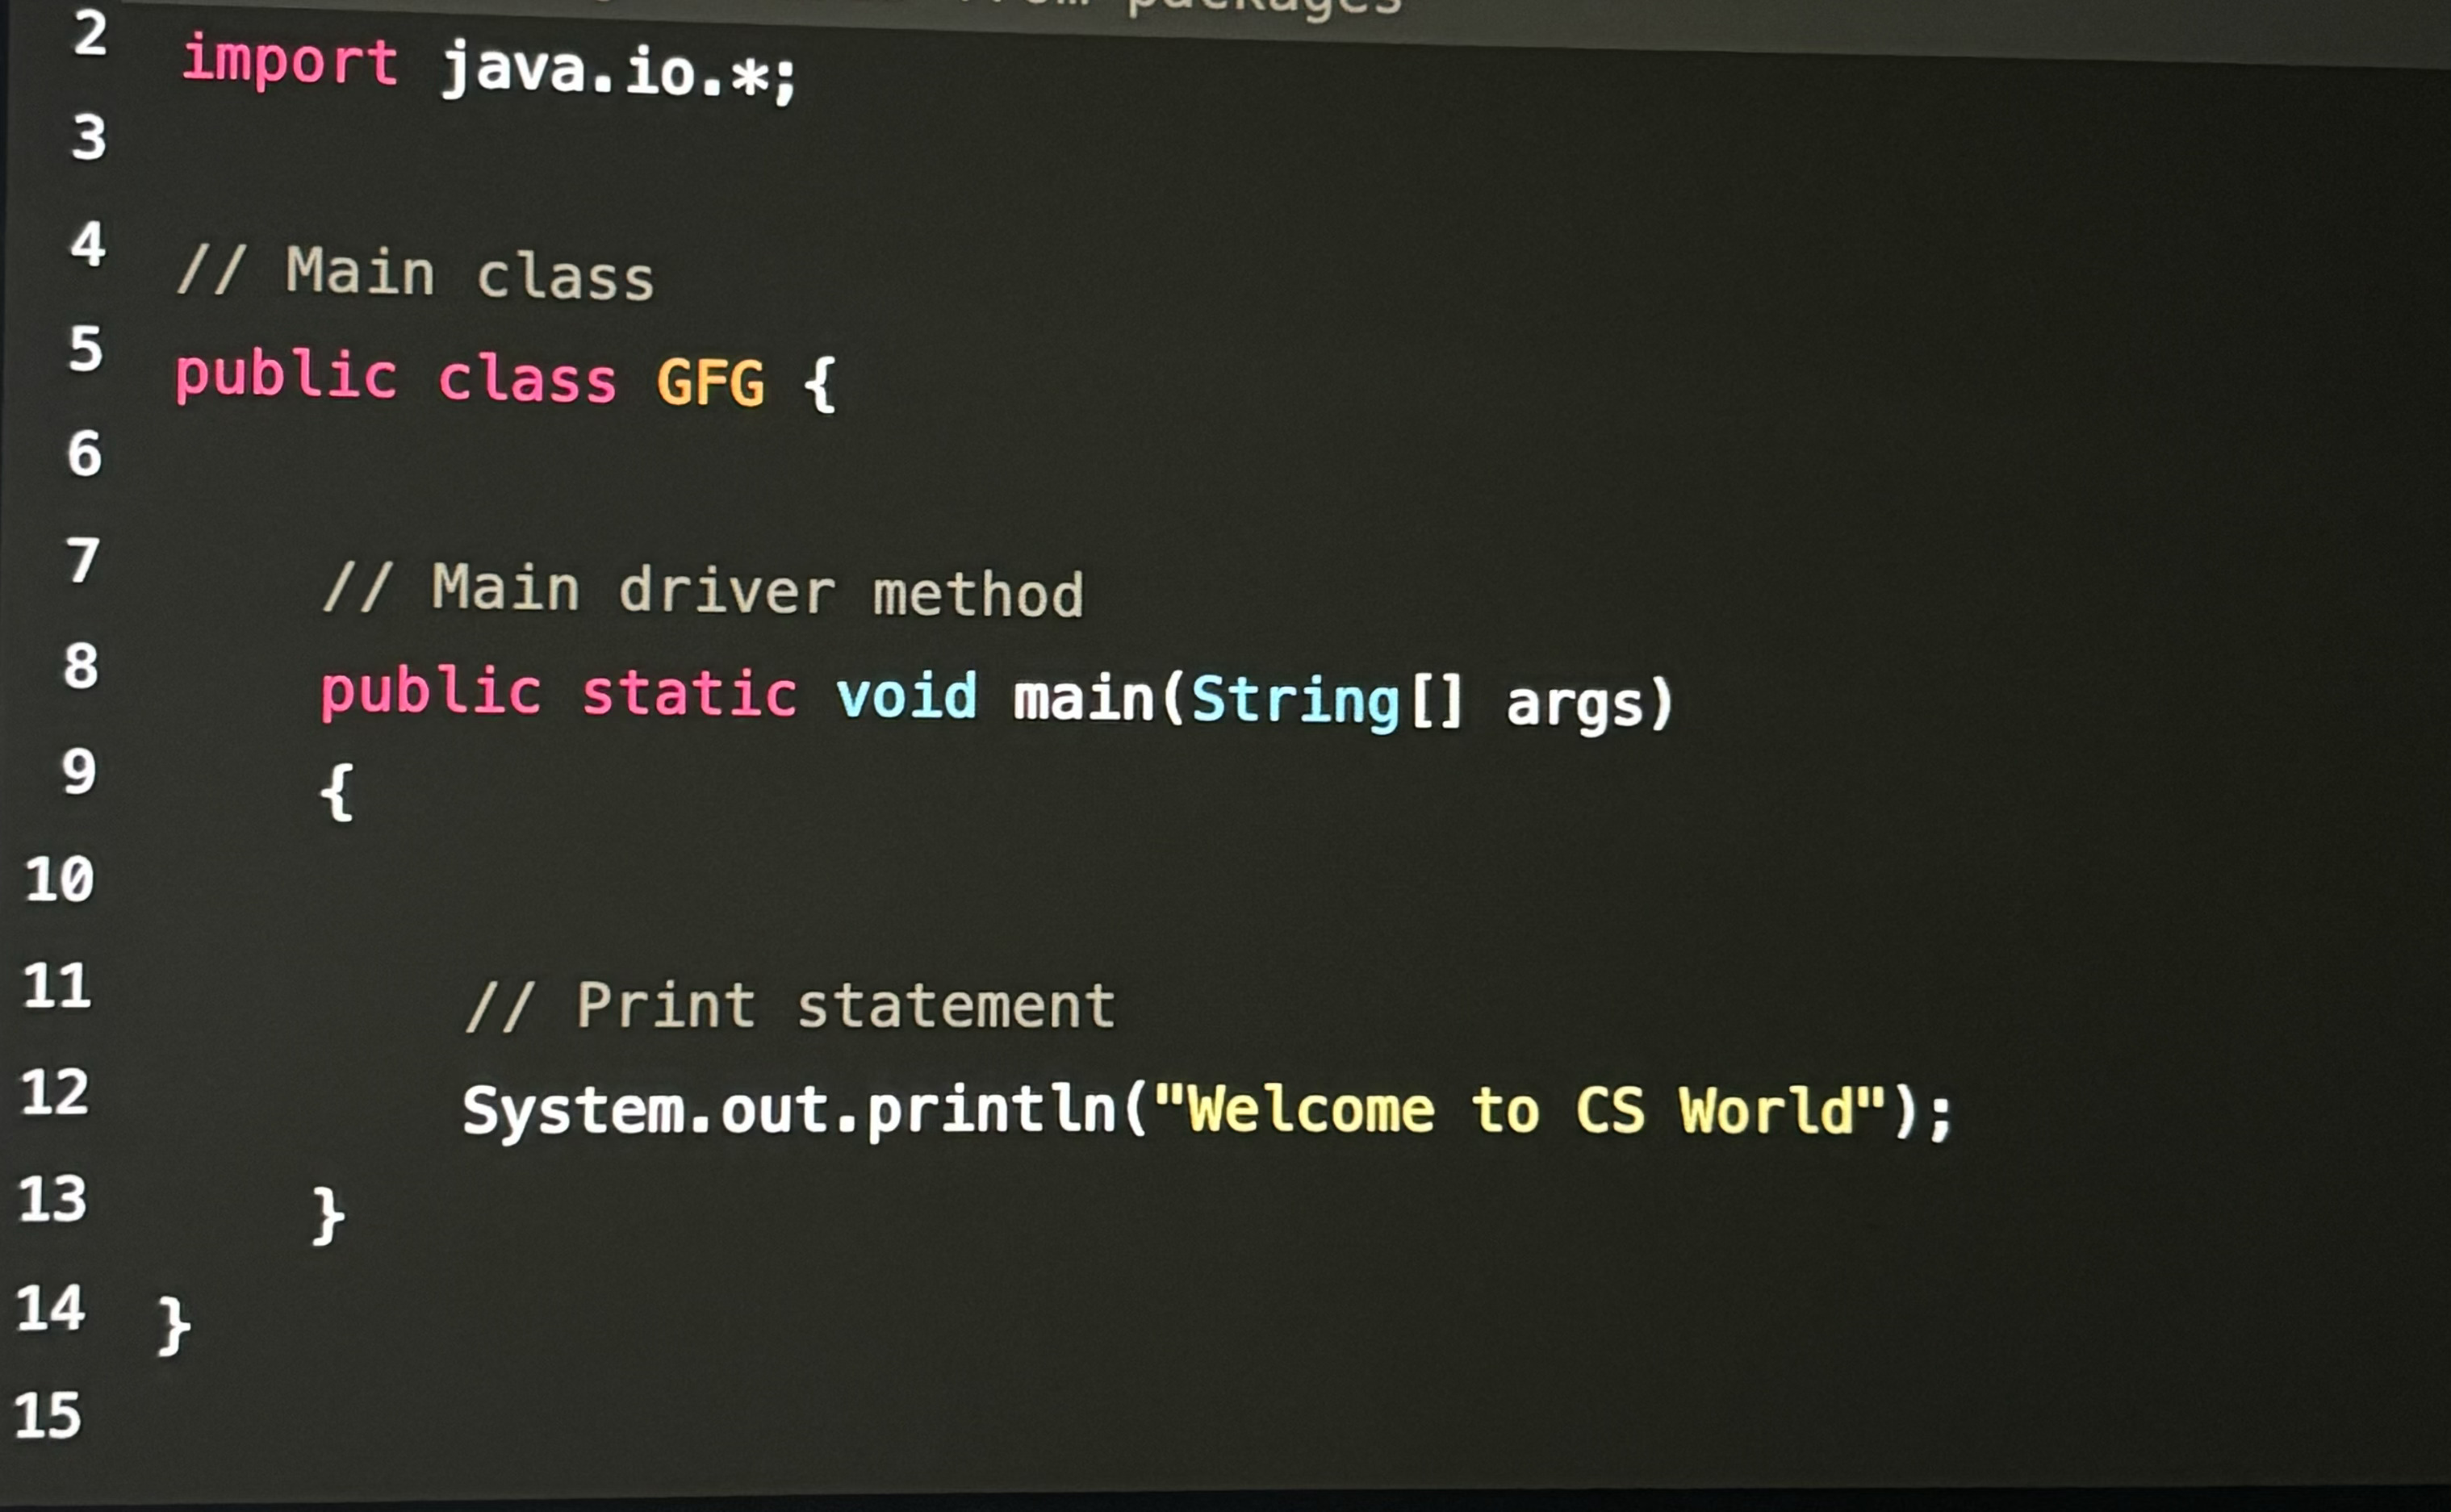 packages
2 import java.io.*;
3
4 // Main class
5 public class GFG {
6
7 // Main driver method
8 public static void main(String[] args)
9 {
10
11 // Print statement
12 System.out.println("Welcome to CS World");
13 }
14 }
15